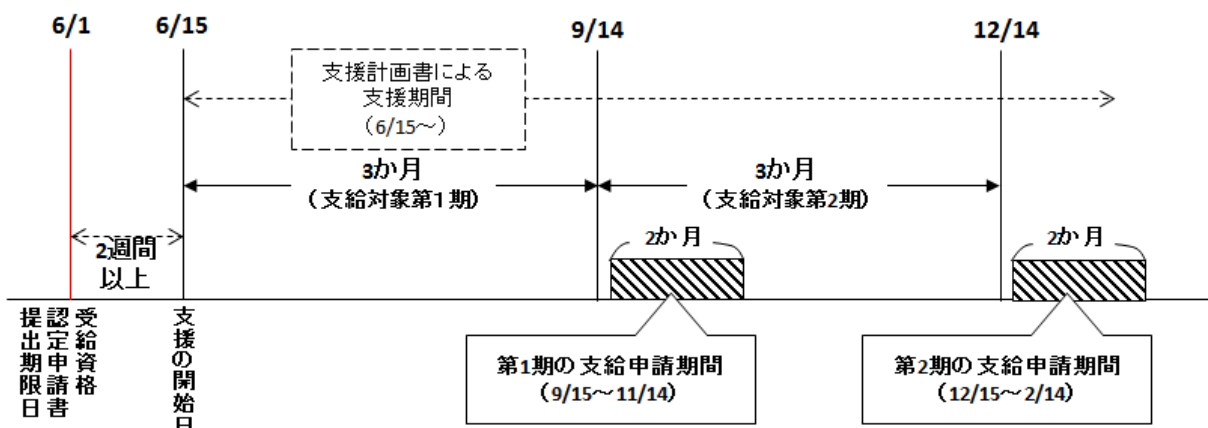 6/1
6/15
9/14
12/14
支援計画書による
支援期間
(6/15～)
3か月
(支給対象第1期)
3か月
(支給対象第2期)
2週間
以上
2か月
2か月
受給資格
認定申請書
提出期限日
支援の開始日
第1期の支給申請期間
(9/15～11/14)
第2期の支給申請期間
(12/15～2/14)